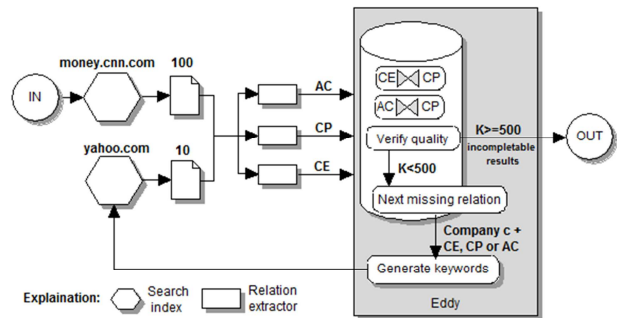 money.cnn.com
100
IN
yahoo.com
10
AC
CP
CE
CE CP
AC CP
Verify quality
K>=500
incompletable
results
OUT
K<500
Next missing relation
Company c +
CE, CP or AC
Generate keywords
Eddy
Explaination:
Search
index
Relation
extractor